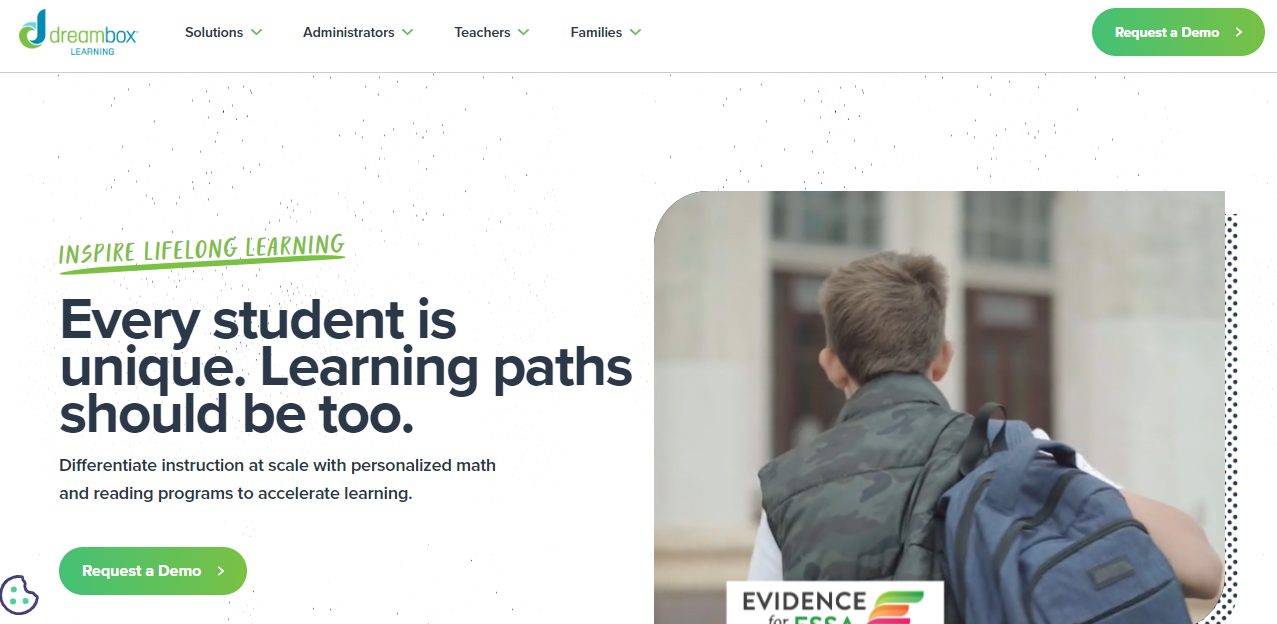 dreambox
LEARNING
Solutions
Administrators
Teachers
Families
Request a Demo
INSPIRE LIFELONG LEARNING
Every student is
unique. Learning paths
should be too.
Differentiate instruction at scale with personalized math
and reading programs to accelerate learning.
Request a Demo
EVIDENCE
for ESSA